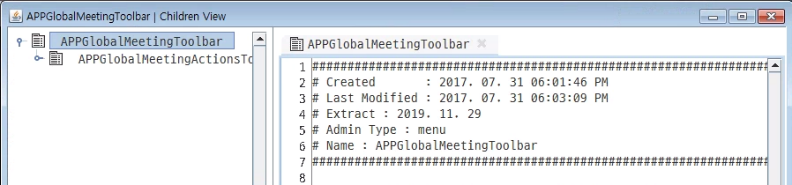 APPGlobalMeetingToolbar | Children View
APPGlobalMeetingToolbar
APPGlobalMeetingActionsTo
APPGlobalMeetingToolbar
1 ################################################################
2 # Created       : 2017. 07. 31 06:01:46 PM
3 # Last Modified : 2017. 07. 31 06:03:09 PM
4 # Extract : 2019. 11. 29
5 # Admin Type : menu
6 # Name : APPGlobalMeetingToolbar
7 ################################################################
8